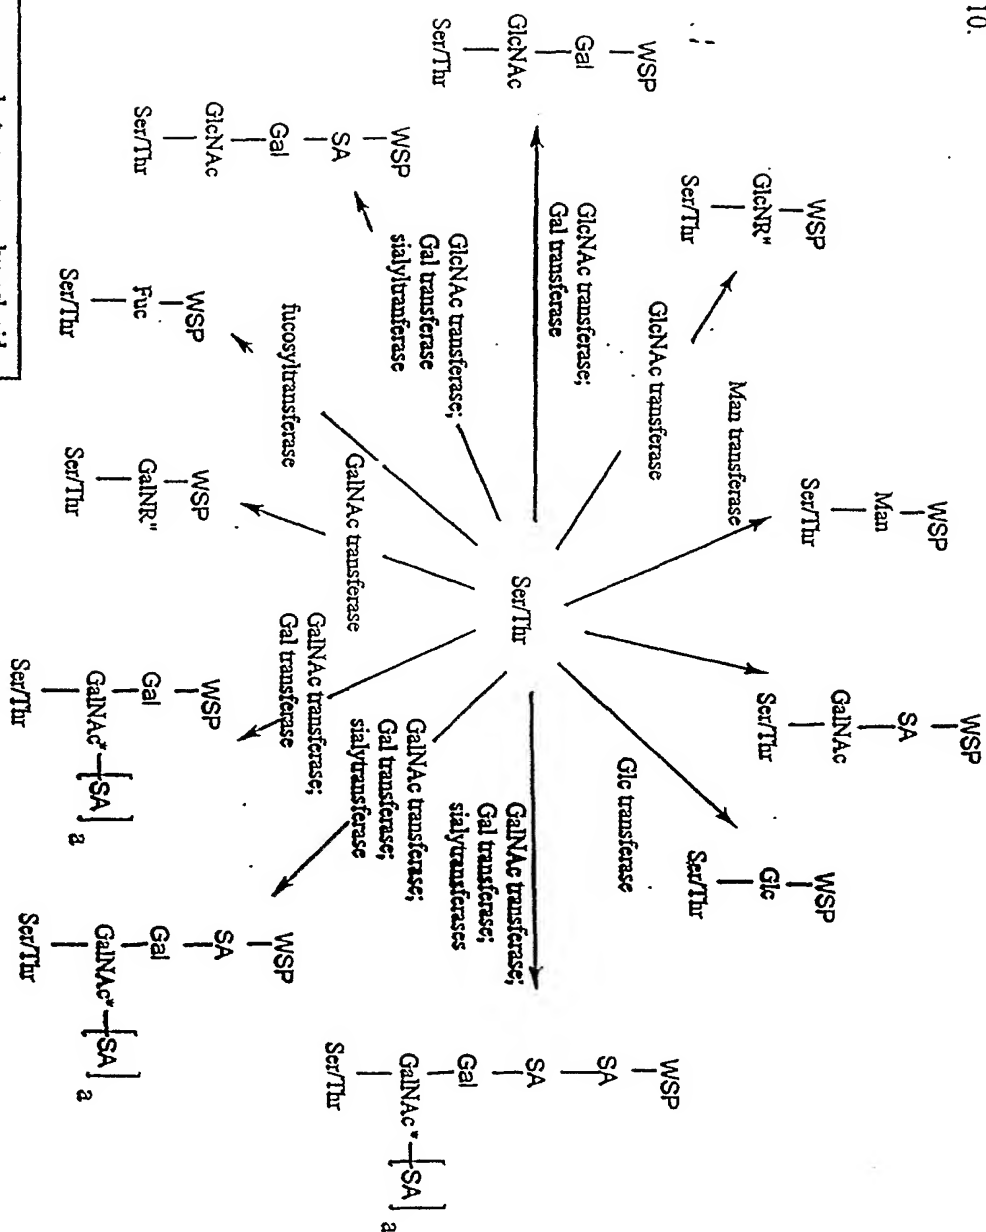 10.
WSP
SA
GalNAc
Ser/Thr
WSP
Man
Ser/Thr
WSP
Glc
Ser/Thr
WSP
GlcNR"
Ser/Thr
Man transferase
Glc transferase
GlcNAc transferase
WSP
Gal
GlcNAc
Ser/Thr
GlcNAc transferase;
Gal transferase
Ser/Thr
GalNAc transferase;
Gal transferase;
sialytransferases
WSP
SA
SA
Gal
GalNAc*
[SA]
a
Ser/Thr
GlcNAc transferase;
Gal transferase
sialyltranferase
GalNAc transferase;
Gal transferase;
sialytransferase
WSP
SA
Gal
GlcNAc
Ser/Thr
fucosyltransferase
GalNAc transferase
GalNAc transferase;
Gal transferase
WSP
SA
Gal
GalNAc*
[SA]
a
Ser/Thr
WSP
Fuc
Ser/Thr
WSP
GalNR"
Ser/Thr
WSP
Gal
GalNAc*
[SA]
a
Ser/Thr